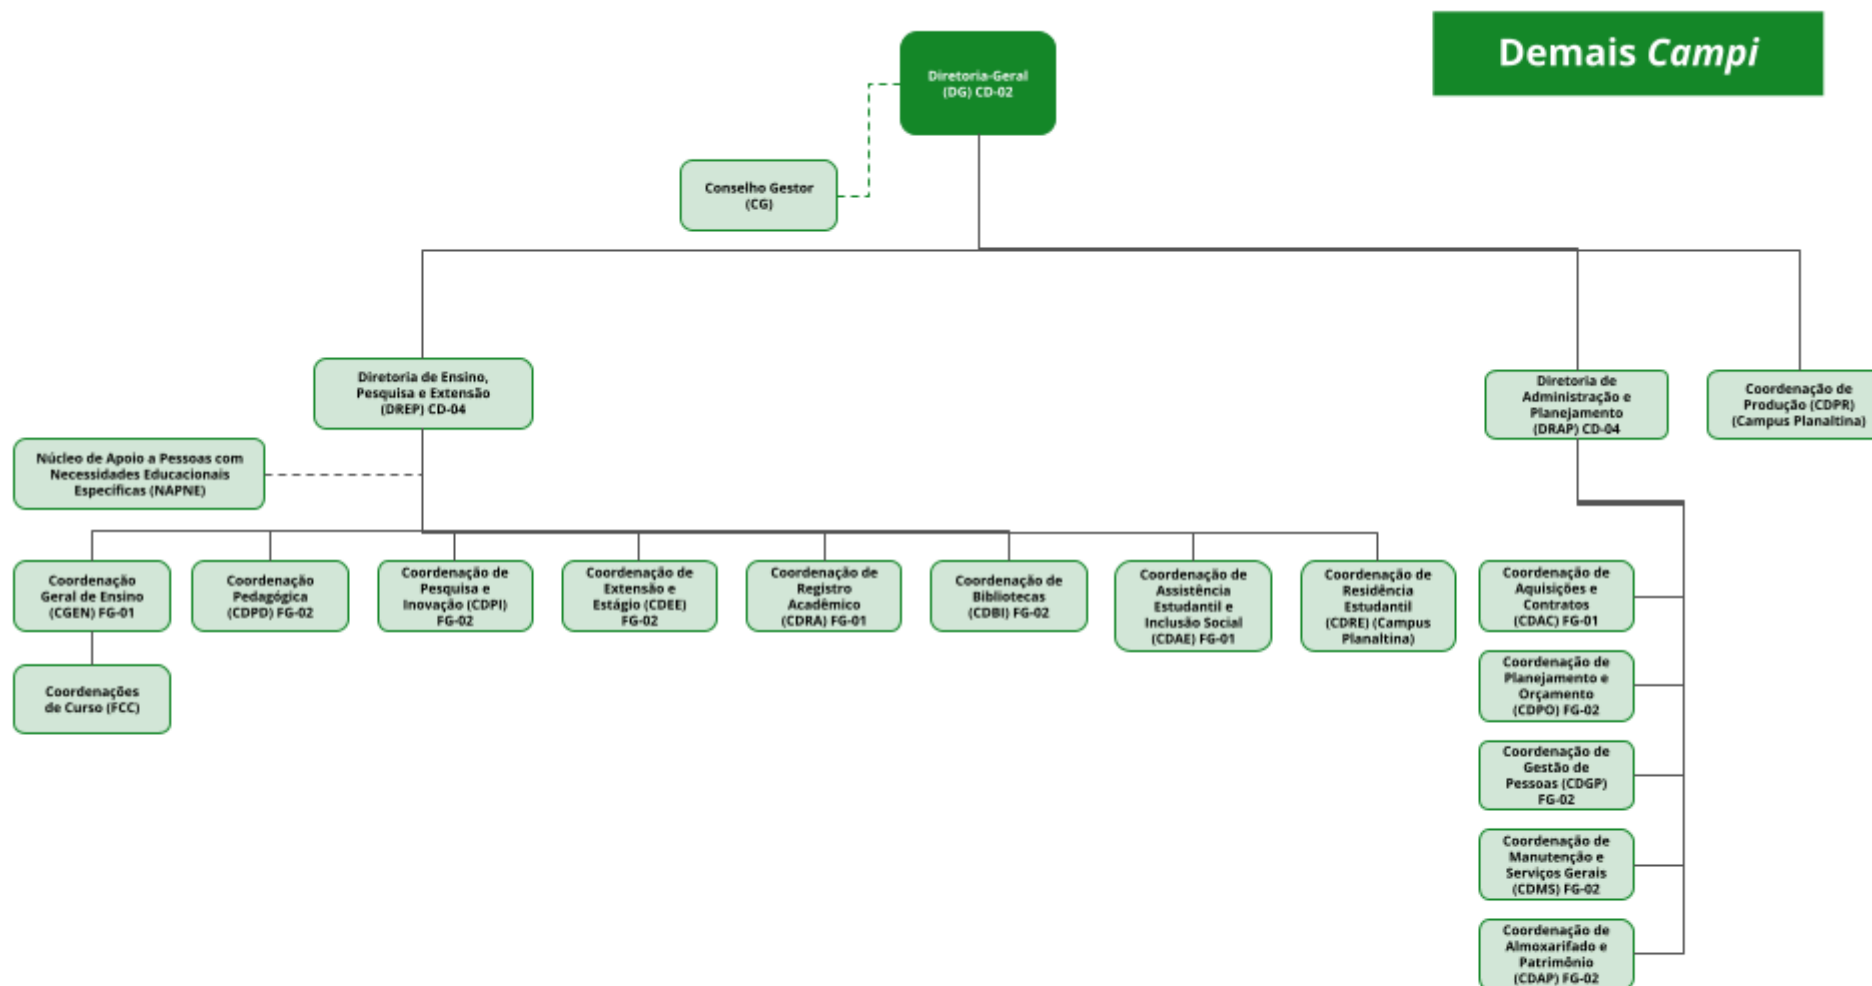 Demais Campi
Diretoria-Geral
(DG) CD-02
Conselho Gestor
(CG)
Diretoria de Ensino,
Pesquisa e Extensão
(DREP) CD-04
Diretoria de
Administração e
Planejamento
(DRAP) CD-04
Coordenação de
Produção (CDPR)
(Campus Planaltina)
Núcleo de Apoio a Pessoas com
Necessidades Educacionais
Específicas (NAPNE)
Coordenação
Geral de Ensino
(CGEN) FG-01
Coordenação
Pedagógica
(CDPD) FG-02
Coordenação de
Pesquisa e
Inovação (CDPI)
FG-02
Coordenação de
Extensão e
Estágio (CDEE)
FG-02
Coordenação de
Registro
Acadêmico
(CDRA) FG-01
Coordenação de
Bibliotecas
(CDBI) FG-02
Coordenação de
Assistência
Estudantil e
Inclusão Social
(CDAE) FG-01
Coordenação de
Residência
Estudantil
(CDRE) (Campus
Planaltina)
Coordenações
de Curso (FCC)
Coordenação de
Aquisições e
Contratos
(CDAC) FG-01
Coordenação de
Planejamento e
Orçamento
(CDPO) FG-02
Coordenação de
Gestão de
Pessoas (CDGP)
FG-02
Coordenação de
Manutenção e
Serviços Gerais
(CDMS) FG-02
Coordenação de
Almoxarifado e
Patrimônio
(CDAP) FG-02